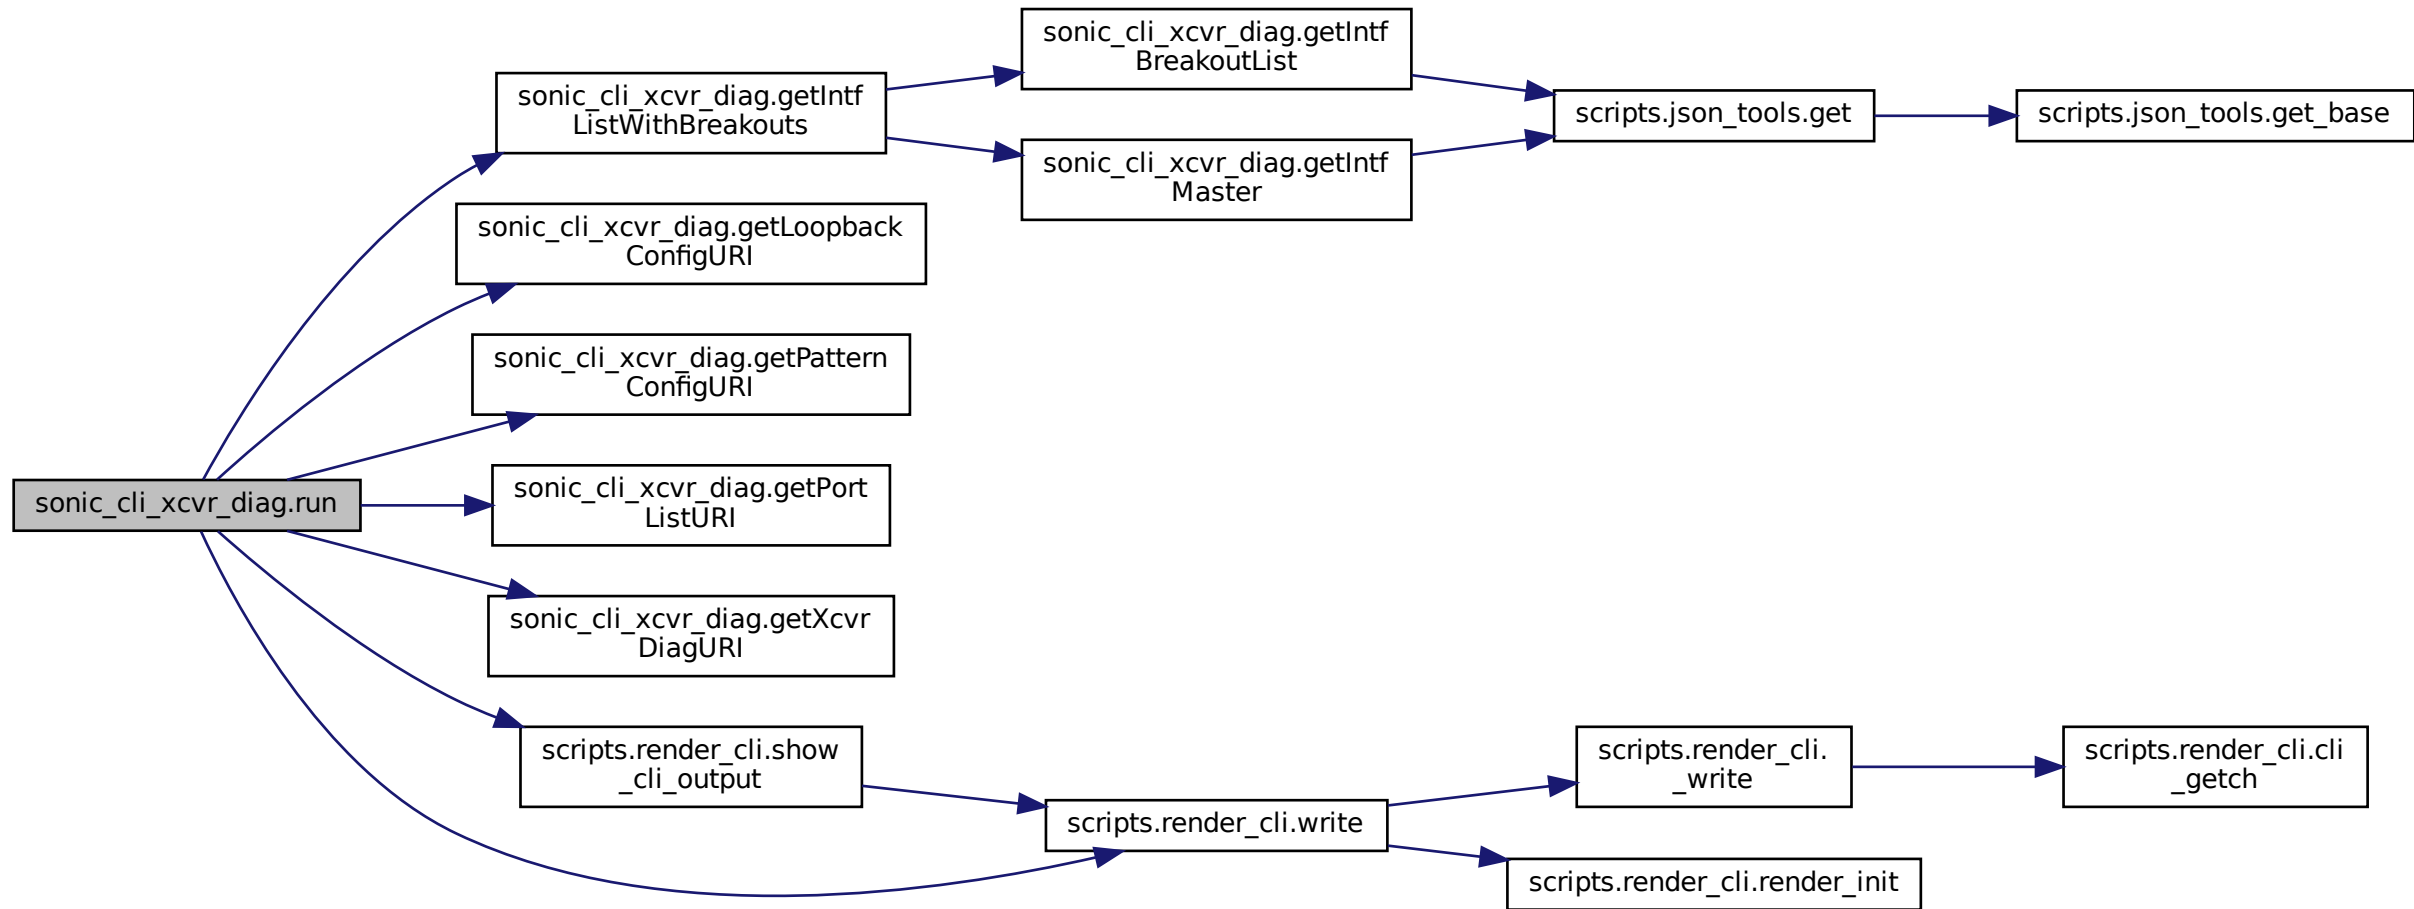 sonic_cli_xcvr_diag.run
sonic_cli_xcvr_diag.getIntf
ListWithBreakouts
sonic_cli_xcvr_diag.getIntf
BreakoutList
sonic_cli_xcvr_diag.getIntf
Master
scripts.json_tools.get
scripts.json_tools.get_base
sonic_cli_xcvr_diag.getLoopback
ConfigURI
sonic_cli_xcvr_diag.getPattern
ConfigURI
sonic_cli_xcvr_diag.getPort
ListURI
sonic_cli_xcvr_diag.getXcvr
DiagURI
scripts.render_cli.show
_cli_output
scripts.render_cli.write
scripts.render_cli.
_write
scripts.render_cli.cli
_getch
scripts.render_cli.render_init